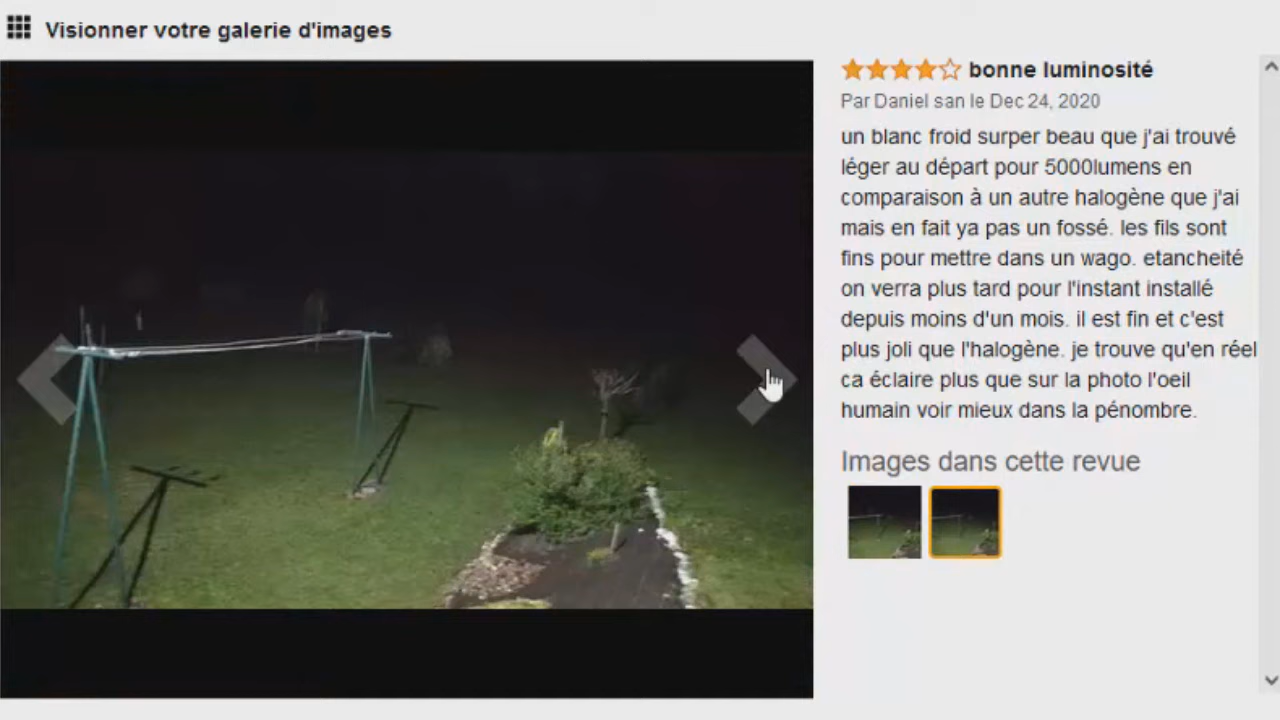 Visionner votre galerie d'images
bonne luminosité
Par Daniel san le Dec 24, 2020
un blanc froid surper beau que j'ai trouvé
léger au départ pour 5000lumens en
comparaison à un autre halogène que j'ai
mais en fait ya pas un fossé. les fils sont
fins pour mettre dans un wago. etancheité
on verra plus tard pour l'instant installé
depuis moins d'un mois. il est fin et c'est
plus joli que l'halogène. je trouve qu'en réel
ca éclaire plus que sur la photo l'oeil
humain voir mieux dans la pénombre.
Images dans cette revue